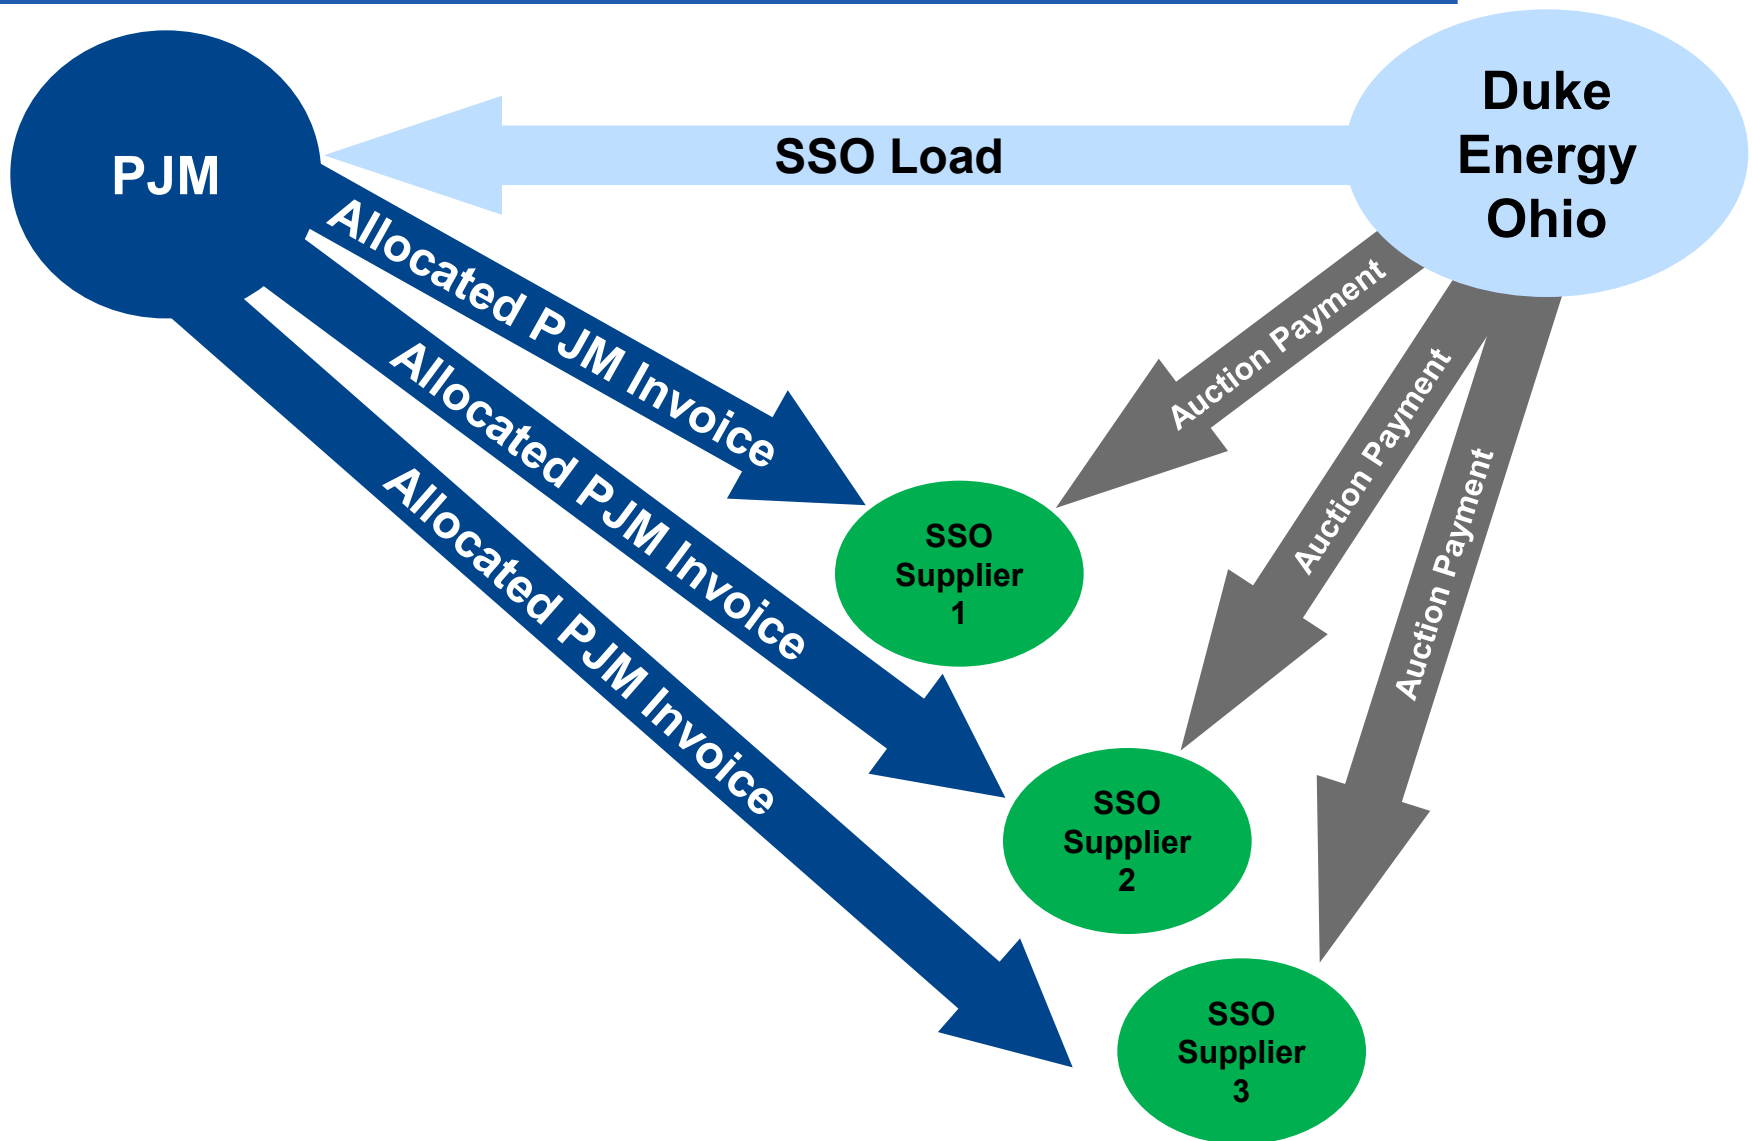 PJM
SSO Load
Duke
Energy
Ohio
Allocated PJM Invoice
Allocated PJM Invoice
Allocated PJM Invoice
Auction Payment
Auction Payment
Auction Payment
SSO
Supplier
1
SSO
Supplier
2
SSO
Supplier
3